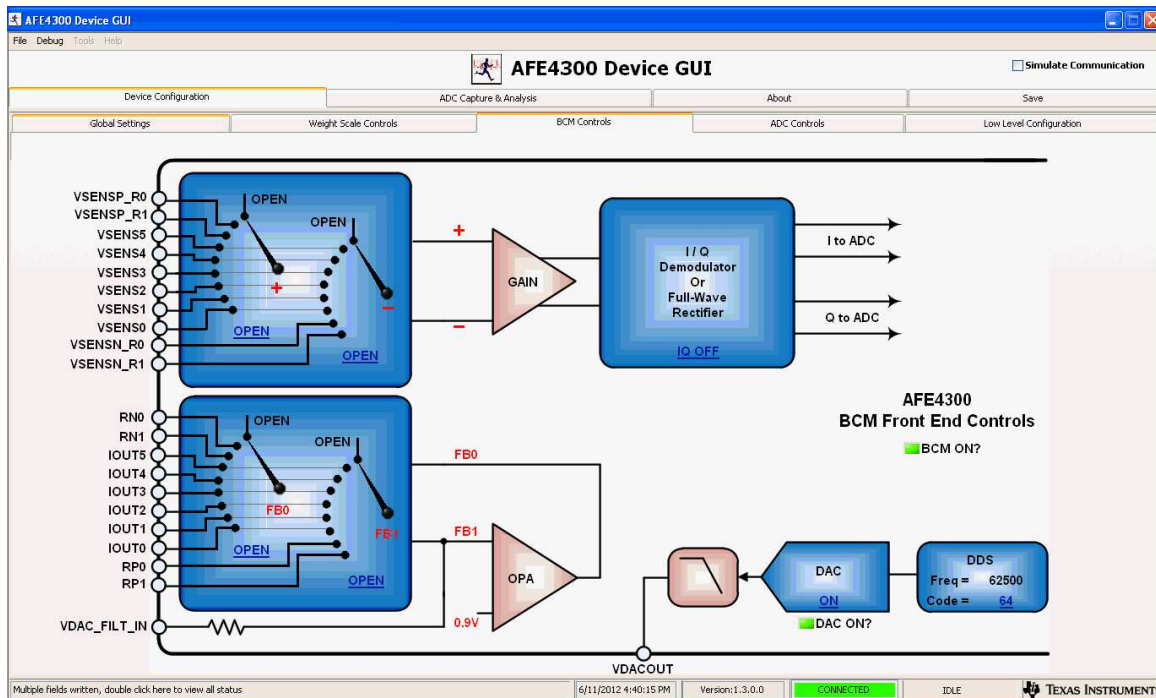 AFE4300 Device GUI
File Debug Tools Help
AFE4300 Device GUI
Simulate Communication
Device Configuration
ADC Capture & Analysis
About
Save
Global Settings
Weight Scale Controls
BCM Controls
ADC Controls
Low Level Configuration
VSENSP_R0
VSENSP_R1
VSENS5
VSENS4
VSENS3
VSENS2
VSENS1
VSENS0
VSENSN_R0
VSENSN_R1
OPEN
OPEN
+
−
OPEN
OPEN
+
−
GAIN
I / Q
Demodulator
Or
Full-Wave
Rectifier
IQ OFF
I to ADC
Q to ADC
RN0
RN1
IOUT5
IOUT4
IOUT3
IOUT2
IOUT1
IOUT0
RP0
RP1
VDAC_FILT_IN
OPEN
OPEN
FB0
FB1
OPEN
OPEN
FB0
FB1
0.9V
OPA
AFE4300
BCM Front End Controls
BCM ON?
DAC
ON
DAC ON?
DDS
Freq = 62500
Code = 64
VDACOUT
Multiple fields written, double click here to view all status
6/11/2012 4:40:15 PM
Version:1.3.0.0
CONNECTED
IDLE
TEXAS INSTRUMENTS